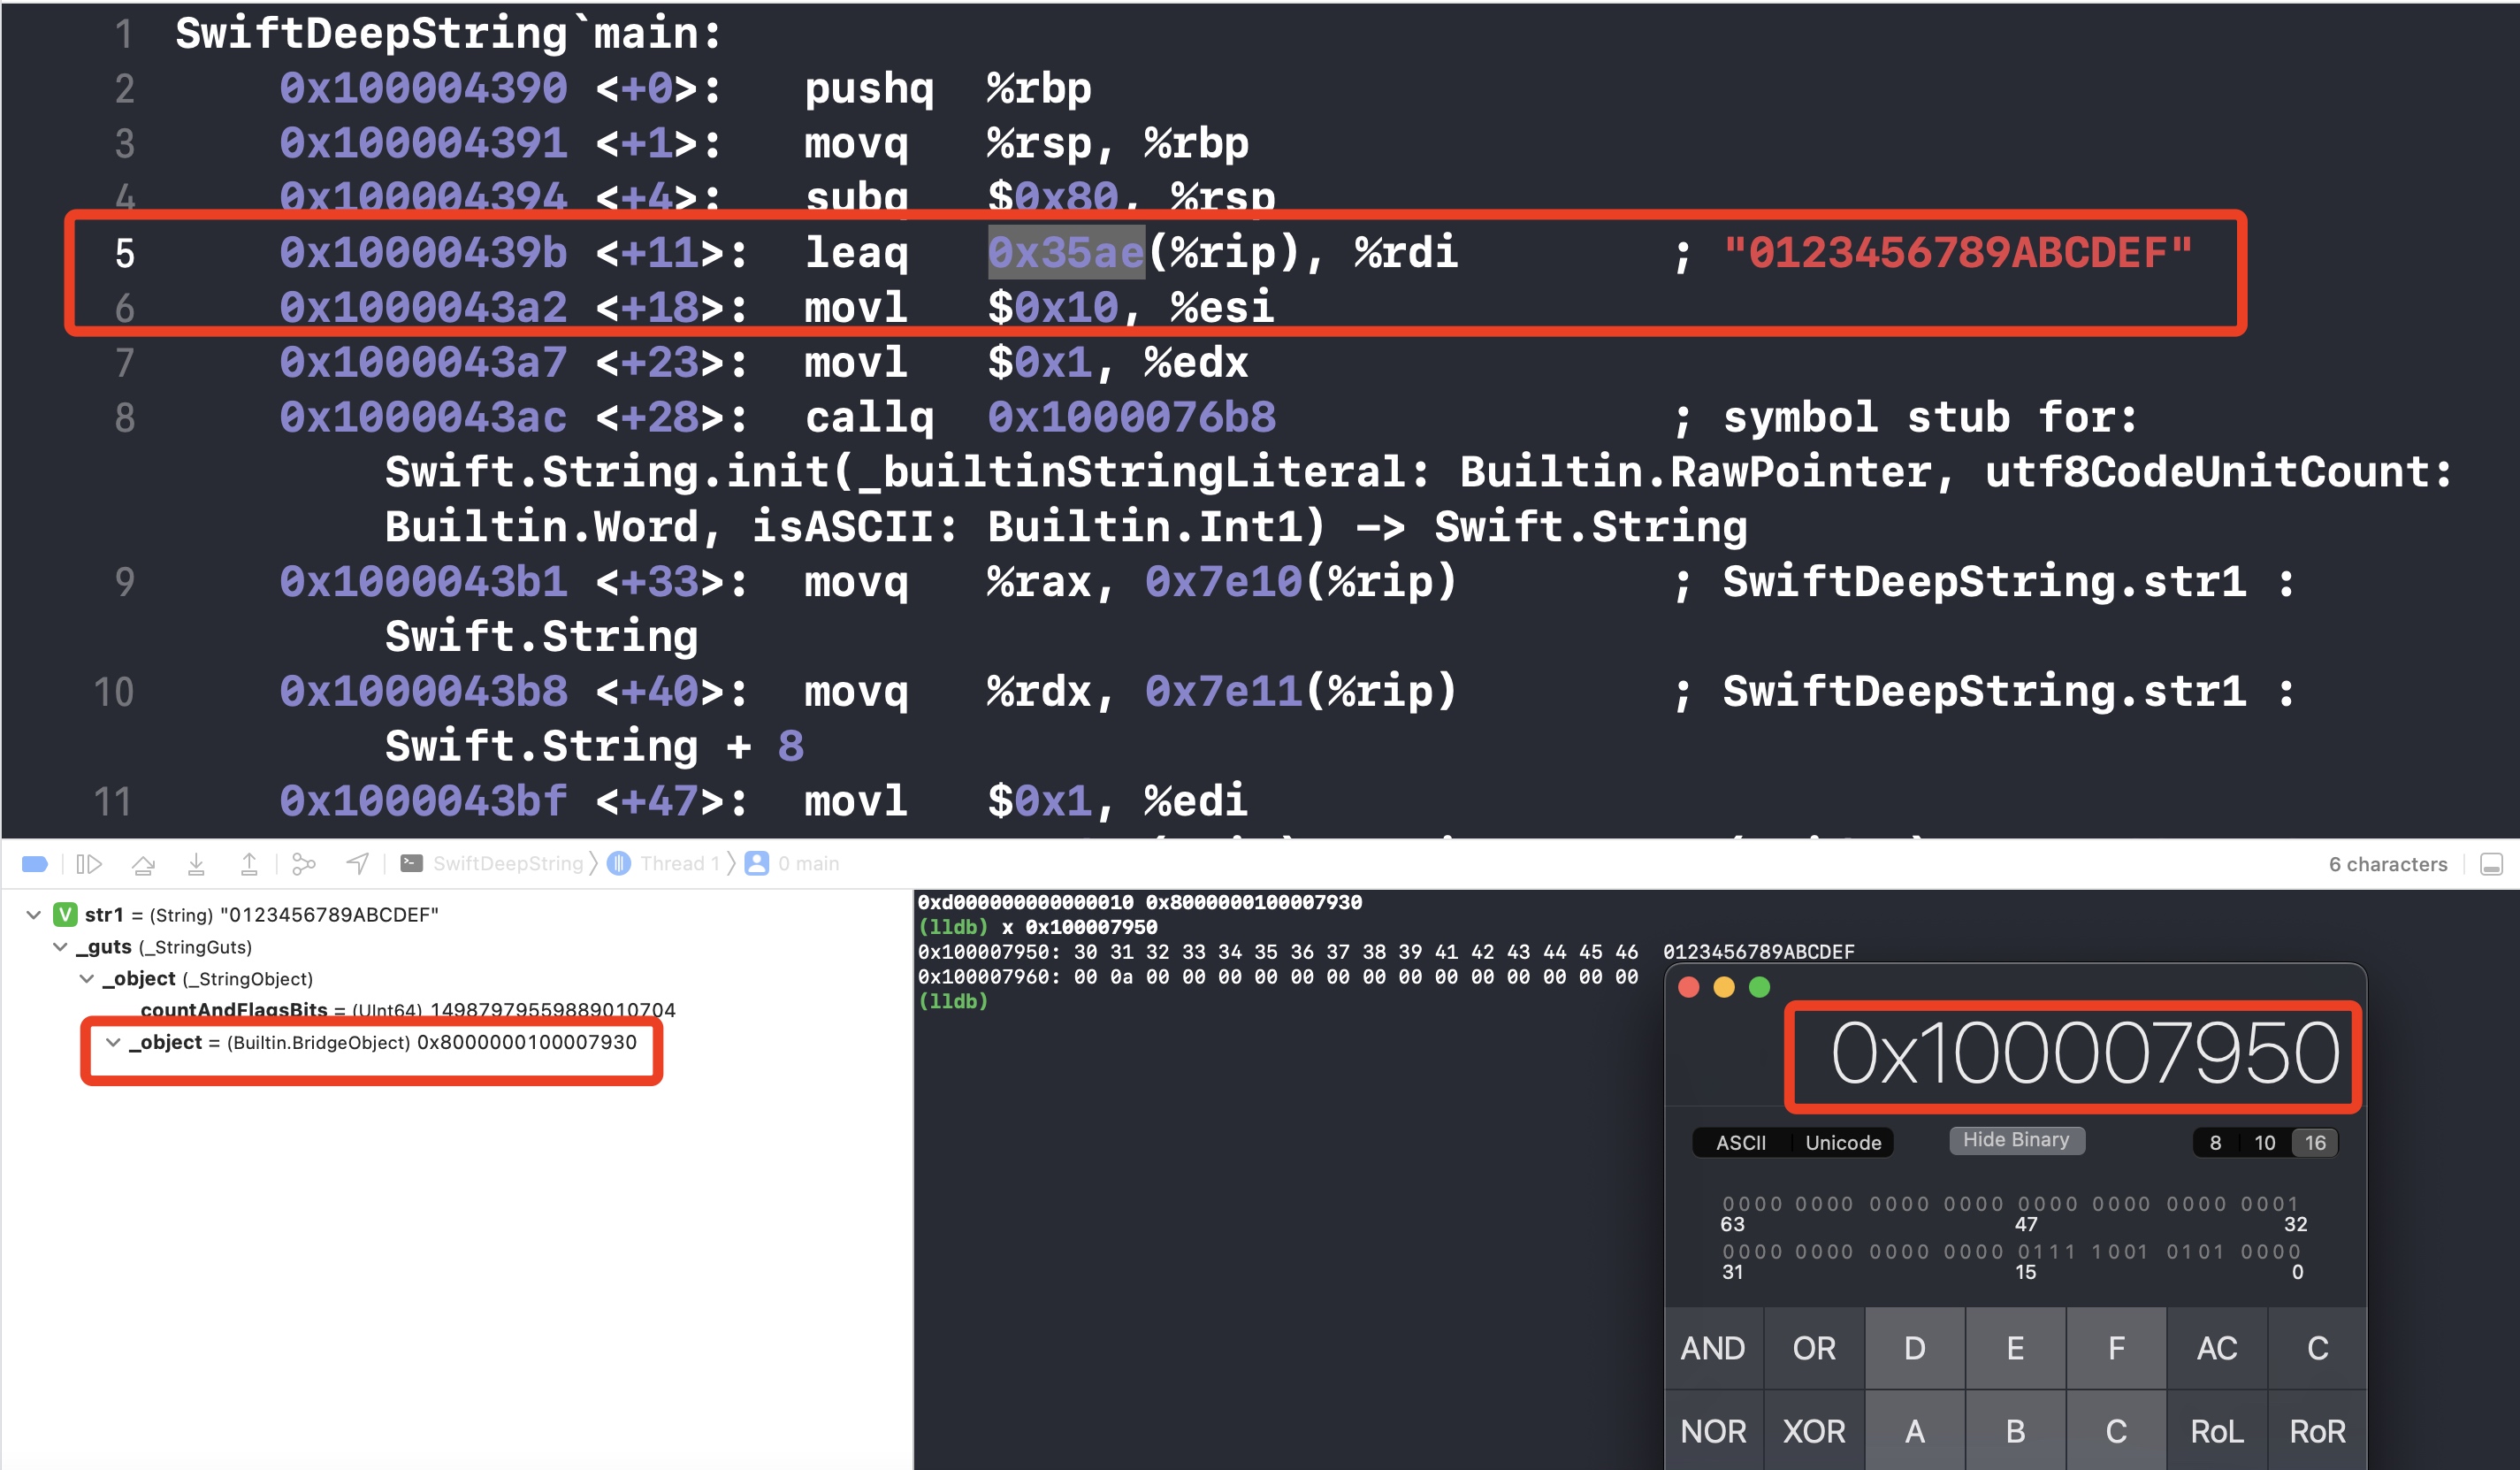 1 SwiftDeepString`main:
2 0x100004390 <+0>: pushq %rbp
3 0x100004391 <+1>: movq %rsp, %rbp
4 0x100004394 <+4>: subq $0x80, %rsp
5 0x10000439b <+11>: leaq 0x35ae(%rip), %rdi ; "0123456789ABCDEF"
6 0x1000043a2 <+18>: movl $0x10, %esi
7 0x1000043a7 <+23>: movl $0x1, %edx
8 0x1000043ac <+28>: callq 0x1000076b8 ; symbol stub for:
Swift.String.init(_builtinStringLiteral: Builtin.RawPointer, utf8CodeUnitCount:
Builtin.Word, isASCII: Builtin.Int1) -> Swift.String
9 0x1000043b1 <+33>: movq %rax, 0x7e10(%rip) ; SwiftDeepString.str1 :
Swift.String
10 0x1000043b8 <+40>: movq %rdx, 0x7e11(%rip) ; SwiftDeepString.str1 :
Swift.String + 8
11 0x1000043bf <+47>: movl $0x1, %edi
SwiftDeepString Thread 1 0 main 6 characters
V str1 = (String) "0123456789ABCDEF"
_guts (_StringGuts)
_object (_StringObject)
countAndFlagsBits = (UInt64) 14987979559889010704
_object = (Builtin.BridgeObject) 0x8000000100007930
0xd000000000000010 0x8000000100007930
(lldb) x 0x100007950
0x100007950: 30 31 32 33 34 35 36 37 38 39 41 42 43 44 45 46 0123456789ABCDEF
0x100007960: 00 0a 00 00 00 00 00 00 00 00 00 00 00 00 00 00
(lldb)
0x100007950
ASCII Unicode Hide Binary 8 10 16
0000 0000 0000 0000 0000 0000 0000 0001
63 47 32
0000 0000 0000 0000 0111 1001 0101 0000
31 15 0
AND OR D E F AC C
NOR XOR A B C RoL RoR